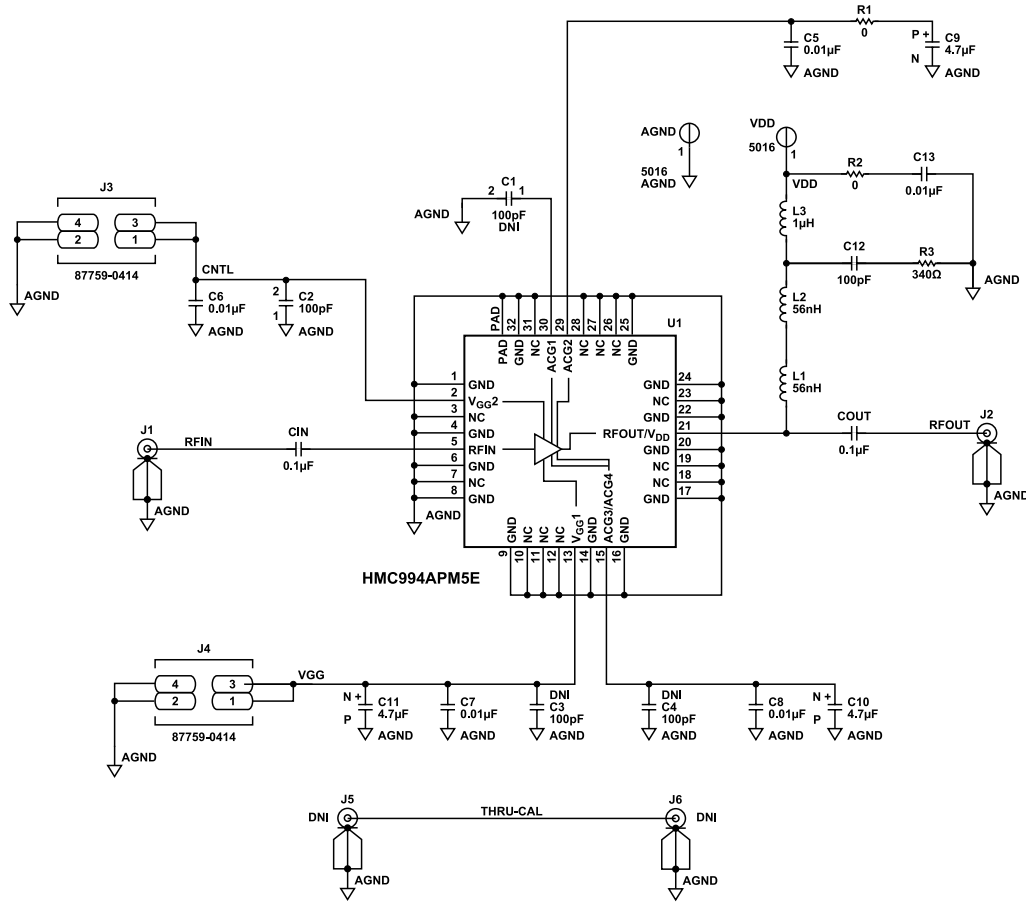 R1
0
C5
0.01µF
AGND
P +
N
C9
4.7µF
AGND
AGND
1
5016
AGND
VDD
5016
1
VDD
R2
0
C13
0.01µF
L3
1µH
C12
100pF
R3
340Ω
AGND
L2
56nH
L1
56nH
C1
2
1
100pF
DNI
AGND
J3
4
3
2
1
87759-0414
AGND
CNTL
C6
0.01µF
AGND
2
C2
100pF
1
AGND
U1
PAD
32
31
30
29
28
27
26
25
PAD
GND
NC
ACG1
ACG2
NC
NC
NC
GND
1
GND
2
VGG2
3
NC
4
GND
5
RFIN
6
GND
7
NC
8
GND
AGND
24
GND
23
NC
22
GND
21
RFOUT/VDD
20
GND
19
NC
18
NC
17
GND
GND
NC
NC
NC
VGG1
GND
ACG3/ACG4
GND
9
10
11
12
13
14
15
16
HMC994APM5E
J1
RFIN
CIN
0.1µF
AGND
COUT
0.1µF
RFOUT
J2
AGND
J4
4
3
2
1
87759-0414
AGND
VGG
N +
P
C11
4.7µF
AGND
C7
0.01µF
AGND
DNI
C3
100pF
AGND
DNI
C4
100pF
AGND
C8
0.01µF
AGND
N +
P
C10
4.7µF
AGND
J5
DNI
AGND
THRU-CAL
J6
DNI
AGND